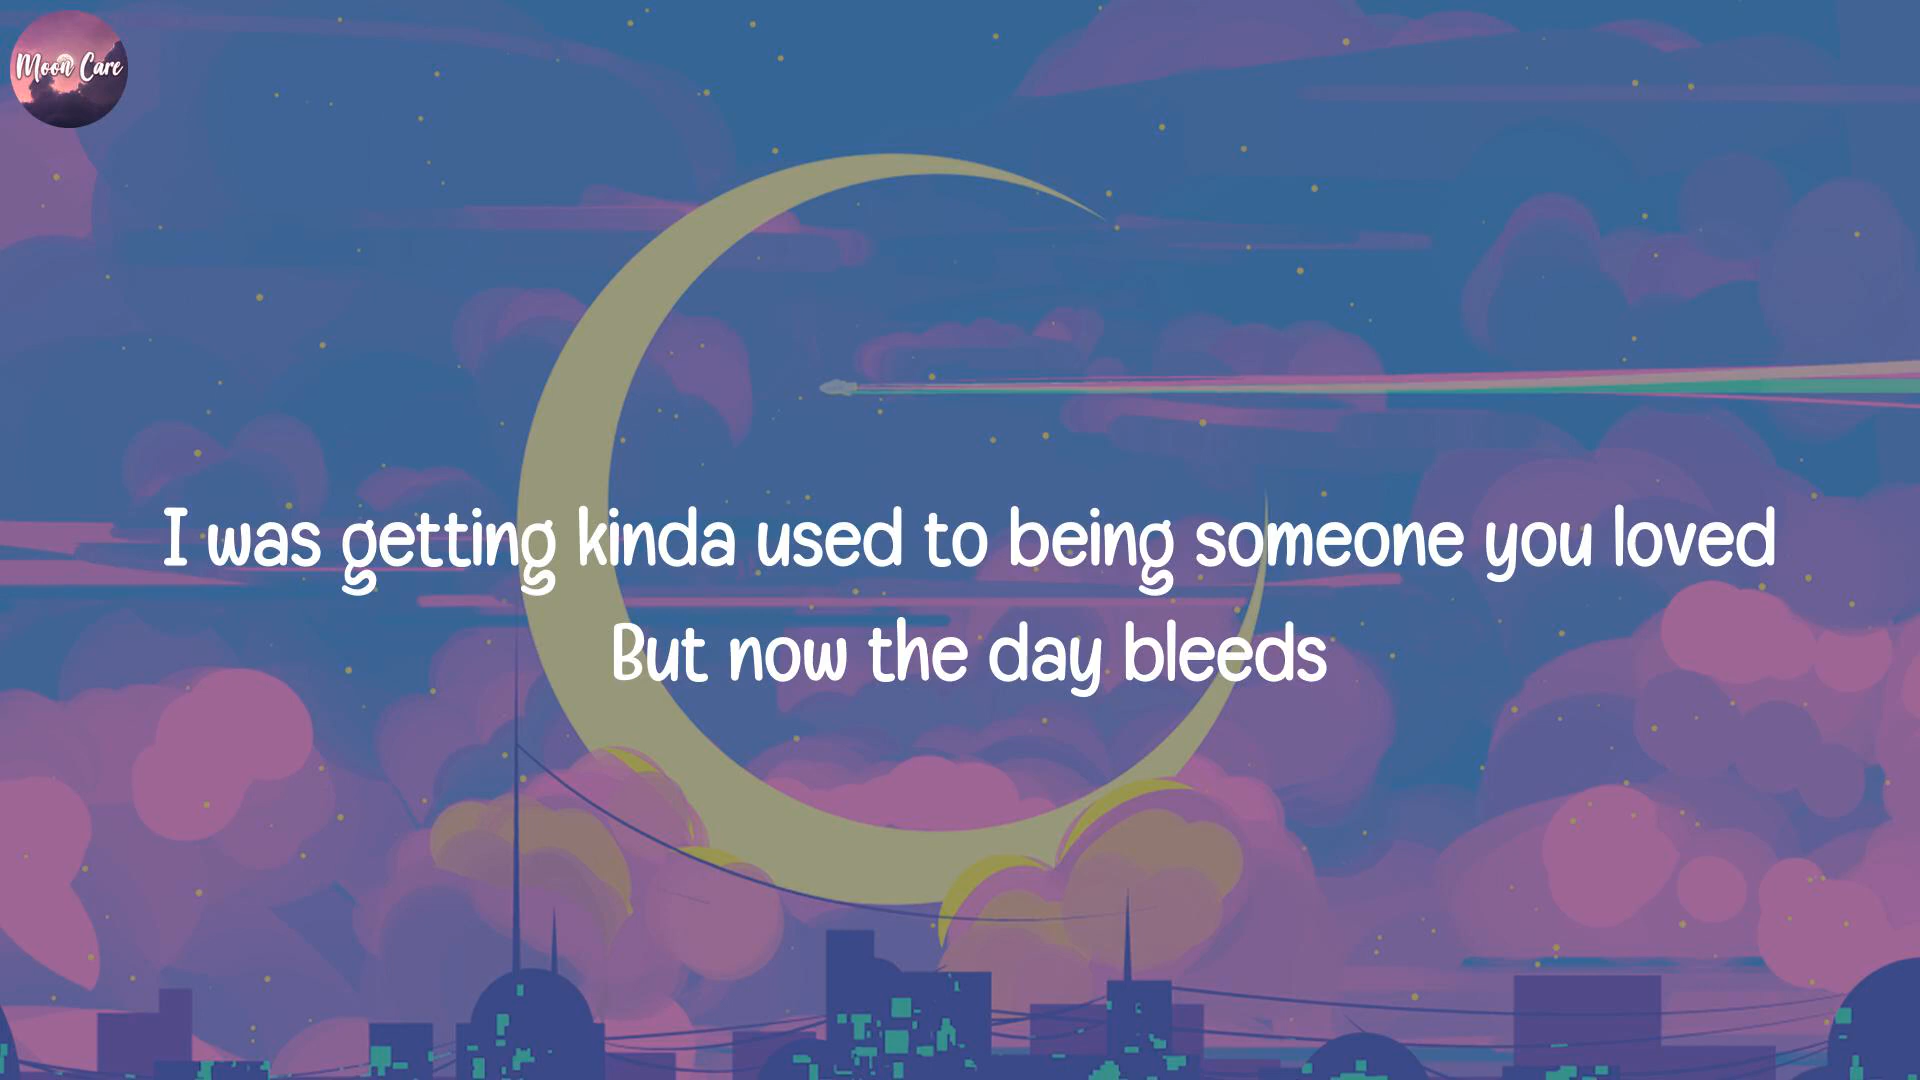 Moon Care
I was getting kinda used to being someone you loved
But now the day bleeds